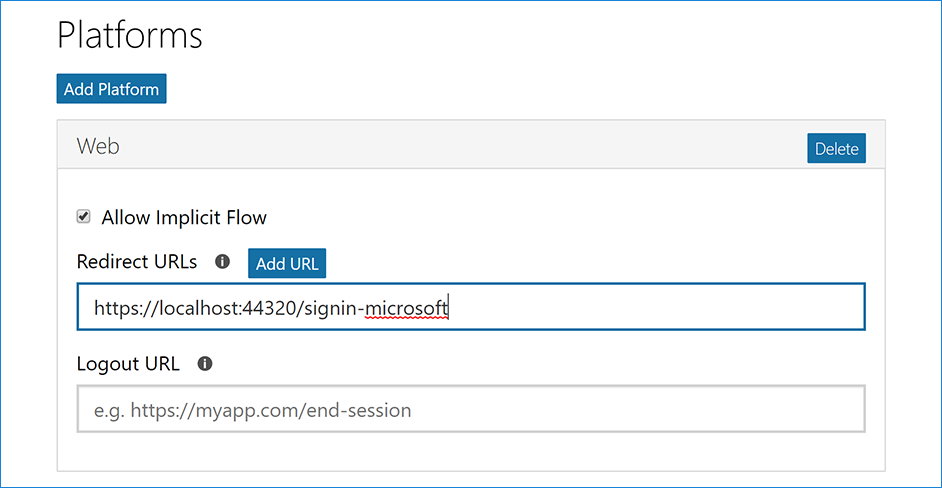 Platforms
Add Platform
Web
Delete
Allow Implicit Flow
Redirect URLs
Add URL
https://localhost:44320/signin-microsoft
Logout URL
e.g. https://myapp.com/end-session